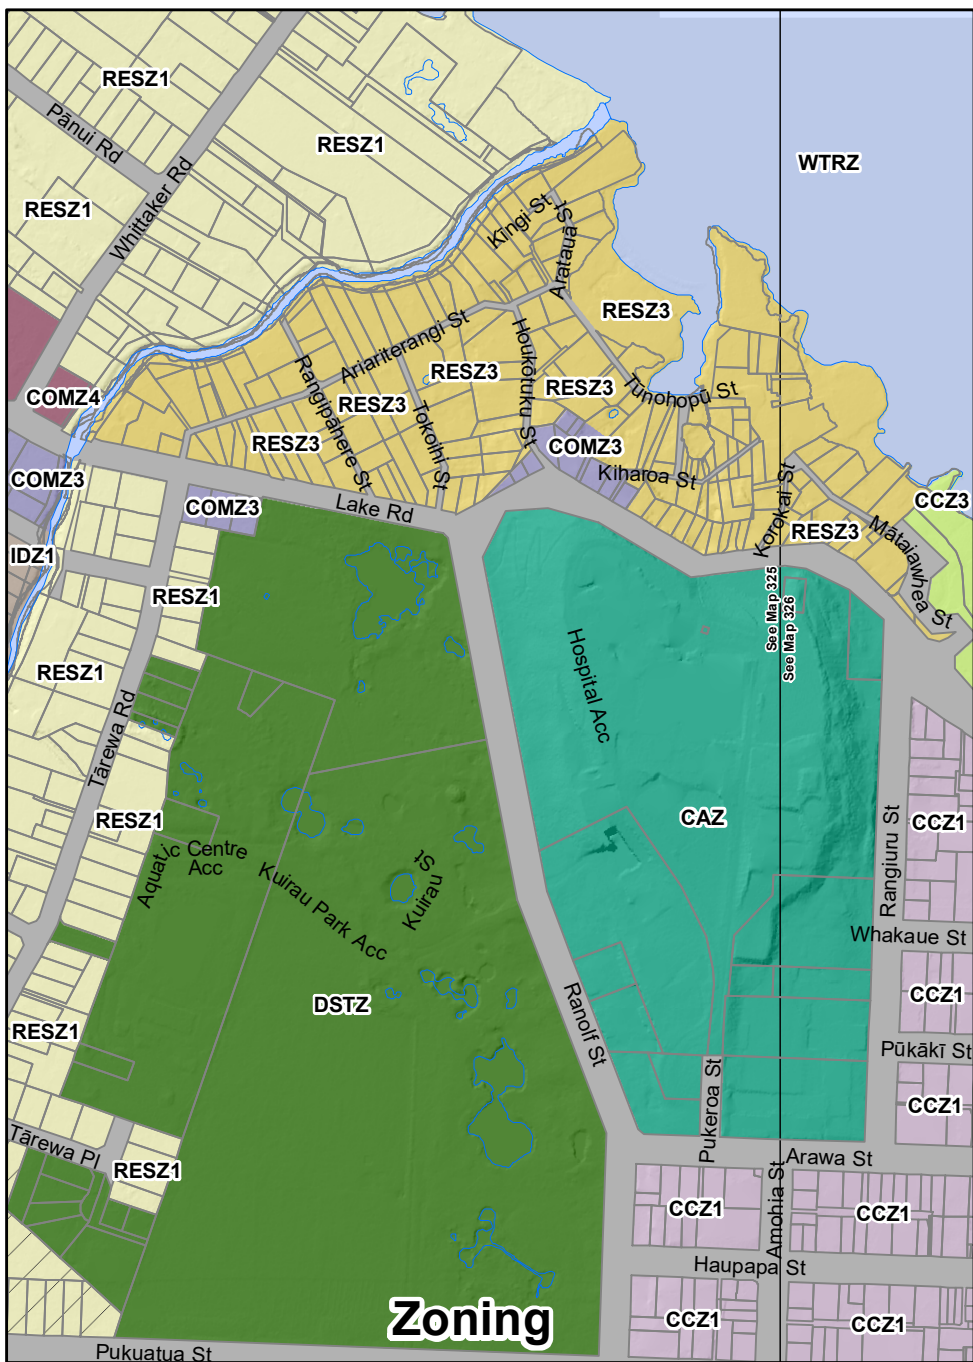 RESZ1
Pānui Rd
RESZ1
WTRZ
Whittaker Rd
RESZ1
Kīngi St
Arataua St
RESZ3
Ariariterangi St
Houkōtuku St
RESZ3
RESZ3
Tūnohopū St
Rangipāhere St
RESZ3
Tokoihi St
COMZ4
RESZ3
COMZ3
COMZ3
Kiharoa St
Korokai St
CCZ3
COMZ3
Lake Rd
RESZ3
Mātaiawhea St
IDZ1
RESZ1
See Map 325
See Map 326
RESZ1
Hospital Acc
Tārewa Rd
RESZ1
CAZ
CCZ1
Rangiuru St
Aquatic Centre
Acc
Kuirau St
Kuirau Park Acc
Whakaue St
DSTZ
CCZ1
Ranolf St
RESZ1
Pūkākī St
CCZ1
Pukeroa St
Tārewa Pl
RESZ1
Arawa St
CCZ1
Amohia St
CCZ1
Haupapa St
Zoning
CCZ1
CCZ1
Pukuatua St